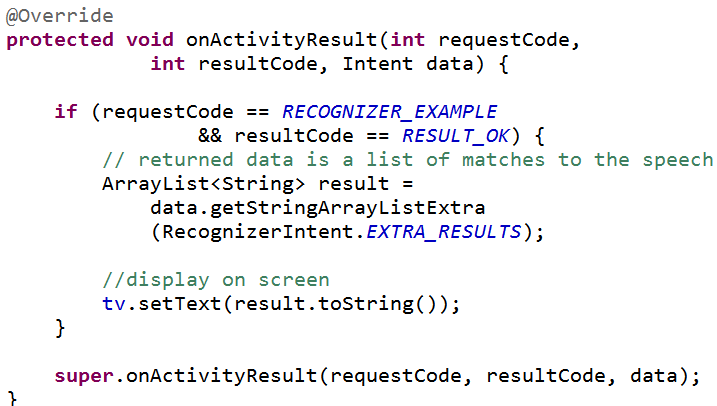 @Override
protected void onActivityResult(int requestCode,
            int resultCode, Intent data) {
    if (requestCode == RECOGNIZER_EXAMPLE
                && resultCode == RESULT_OK) {
        // returned data is a list of matches to the speech
        ArrayList<String> result =
            data.getStringArrayListExtra
            (RecognizerIntent.EXTRA_RESULTS);
        //display on screen
        tv.setText(result.toString());
    }
    super.onActivityResult(requestCode, resultCode, data);
}